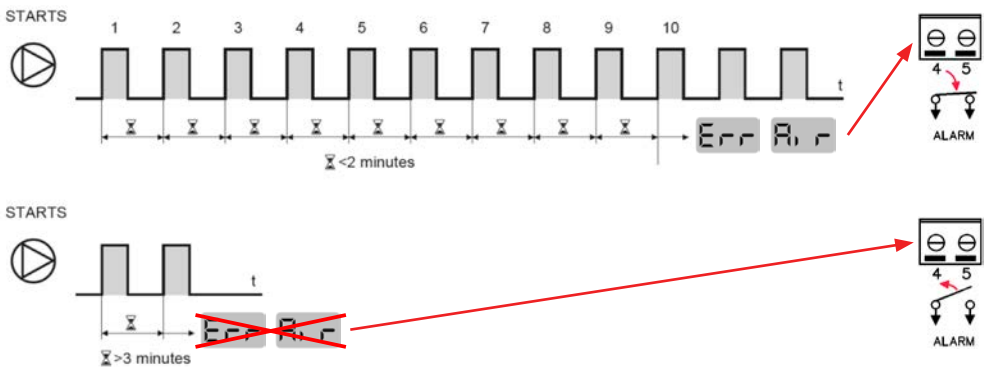 STARTS
1 2 3 4 5 6 7 8 9 10
t
4 5
ALARM
Err Air
<2 minutes
STARTS
t
4 5
ALARM
Err Air
>3 minutes